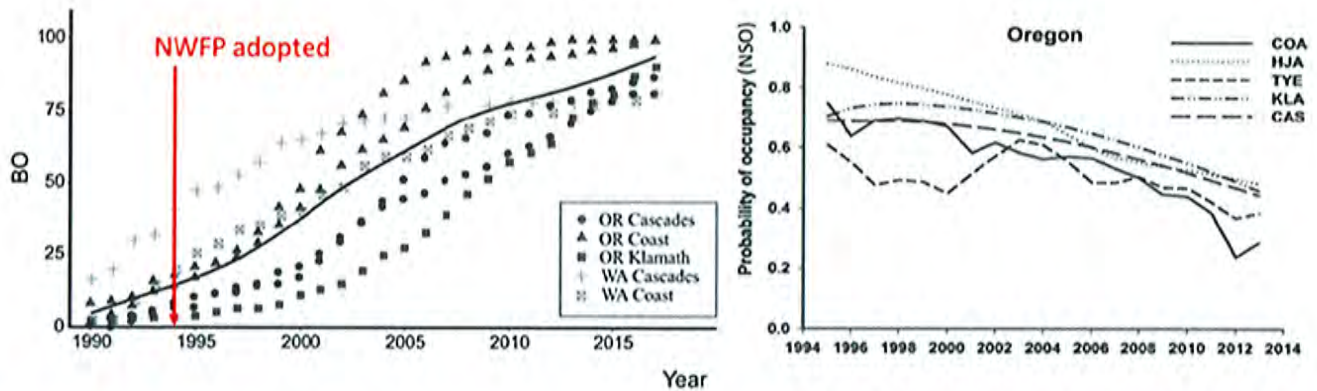 NWFP adopted
BO
100
75
50
25
0
OR Cascades
OR Coast
OR Klamath
WA Cascades
WA Coast
1990
1995
2000
2005
2010
2015
Year
Oregon
Probability of occupancy (NSO)
1.0
0.8
0.6
0.4
0.2
0.0
COA
HJA
TYE
KLA
CAS
1994
1996
1998
2000
2002
2004
2006
2008
2010
2012
2014